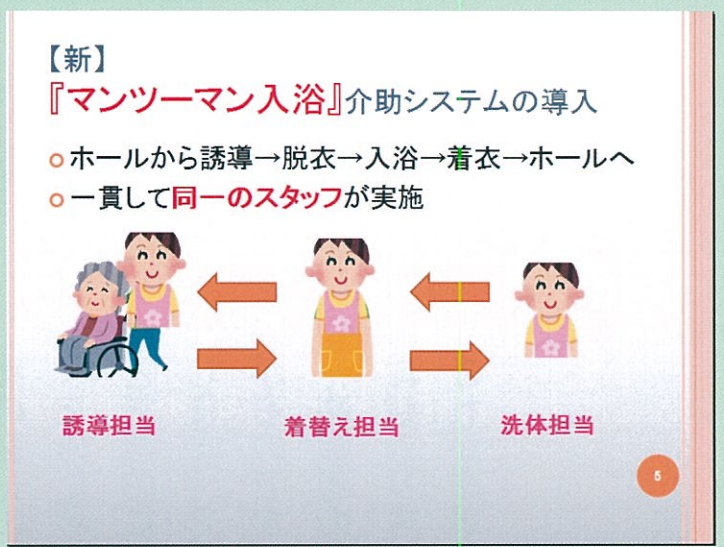 【新】
『マンツーマン入浴』介助システムの導入
ホールから誘導→脱衣→入浴→着衣→ホールへ
一貫して同一のスタッフが実施
誘導担当 着替え担当 洗体担当
5